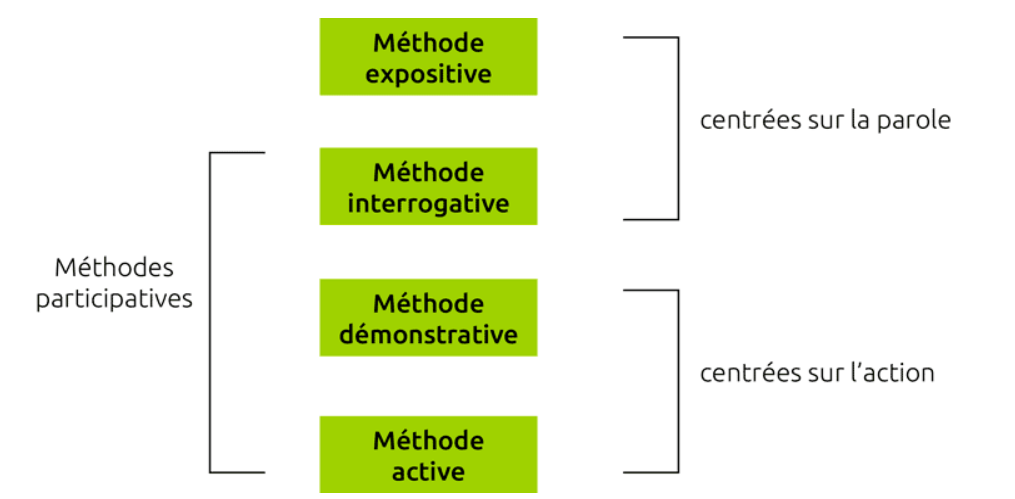 Méthode
expositive
centrées sur la parole
Méthode
interrogative
Méthodes
participatives
Méthode
démonstrative
centrées sur l’action
Méthode
active